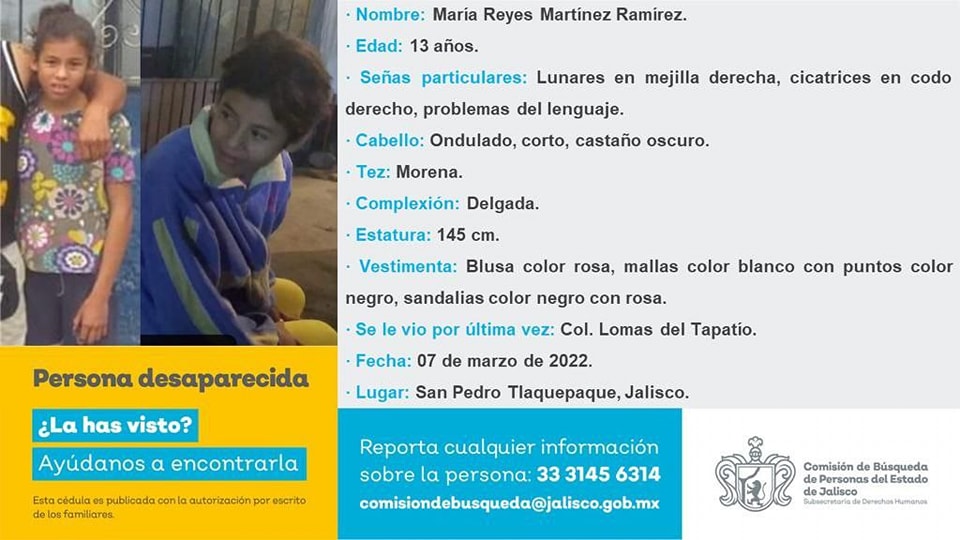 · Nombre: María Reyes Martínez Ramírez.
· Edad: 13 años.
· Señas particulares: Lunares en mejilla derecha, cicatrices en codo
derecho, problemas del lenguaje.
· Cabello: Ondulado, corto, castaño oscuro.
· Tez: Morena.
· Complexión: Delgada.
· Estatura: 145 cm.
· Vestimenta: Blusa color rosa, mallas color blanco con puntos color
negro, sandalias color negro con rosa.
· Se le vio por última vez: Col. Lomas del Tapatío.
· Fecha: 07 de marzo de 2022.
· Lugar: San Pedro Tlaquepaque, Jalisco.
Persona desaparecida
¿La has visto?
Ayúdanos a encontrarla
Esta cédula es publicada con la autorización por escrito
de los familiares.
Reporta cualquier información
sobre la persona: 33 3145 6314
comisiondebusqueda@jalisco.gob.mx
Comisión de Búsqueda
de Personas del Estado
de Jalisco
Subsecretaría de Derechos Humanos